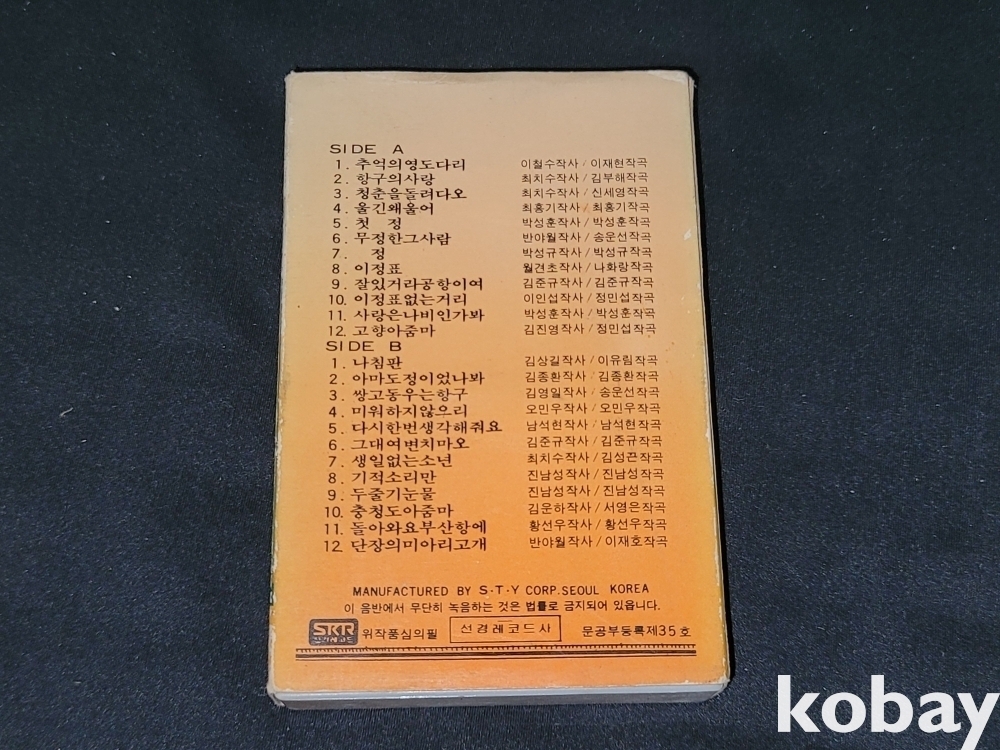 SIDE A
1. 추억의영도다리 이철수작사 / 이재현작곡
2. 항구의사랑 최치수작사 / 김부해작곡
3. 청춘을돌려다오 최치수작사 / 신세영작곡
4. 울긴왜울어 최홍기작사 / 최홍기작곡
5. 첫 정 박성훈작사 / 박성훈작곡
6. 무정한그사람 반야월작사 / 송운선작곡
7. 정 박성규작사 / 박성규작곡
8. 이정표 월견초작사 / 나화랑작곡
9. 잘있거라공항이여 김준규작사 / 김준규작곡
10. 이정표없는거리 이인섭작사 / 정민섭작곡
11. 사랑은나비인가봐 박성훈작사 / 박성훈작곡
12. 고향아줌마 김진영작사 / 정민섭작곡
SIDE B
1. 나침판 김상길작사 / 이유림작곡
2. 아마도정이었나봐 김종환작사 / 김종환작곡
3. 쌍고동우는항구 김영일작사 / 송운선작곡
4. 미워하지않으리 오민우작사 / 오민우작곡
5. 다시한번생각해줘요 남석현작사 / 남석현작곡
6. 그대여변치마오 김준규작사 / 김준규작곡
7. 생일없는소년 최치수작사 / 김성끈작곡
8. 기적소리만 진남성작사 / 진남성작곡
9. 두줄기눈물 진남성작사 / 진남성작곡
10. 충청도아줌마 김운하작사 / 서영은작곡
11. 돌아와요부산항에 황선우작사 / 황선우작곡
12. 단장의미아리고개 반야월작사 / 이재호작곡
MANUFACTURED BY S·T·Y CORP. SEOUL KOREA
이 음반에서 무단히 녹음하는 것은 법률로 금지되어 있읍니다.
SKR 선경레코드 위작품심의필 선경레코드사 문공부등록제35호
kobay